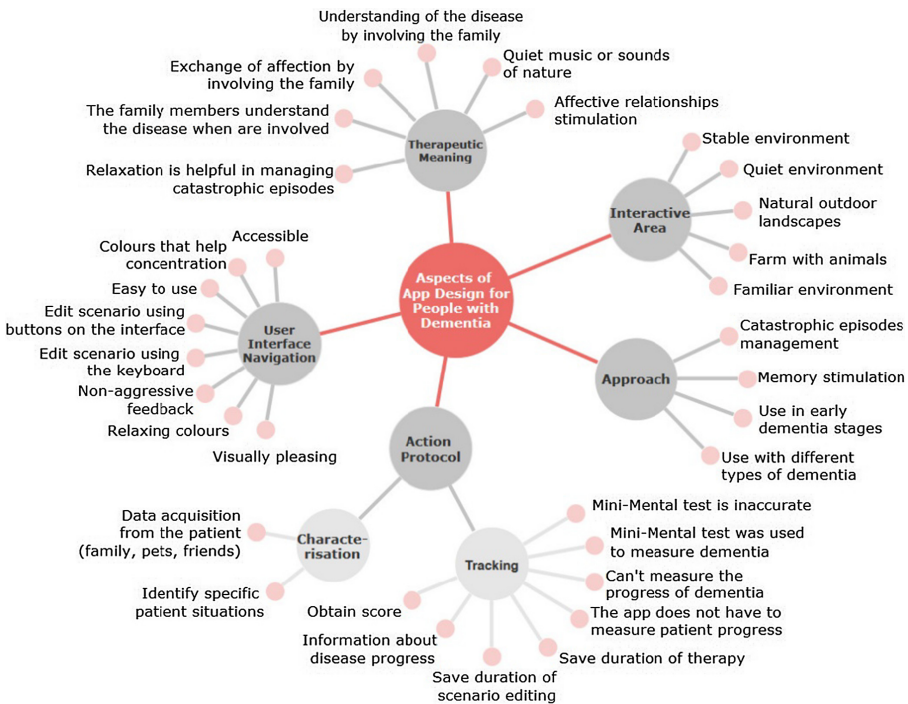 Understanding of the disease
by involving the family
Exchange of affection by
involving the family
Quiet music or sounds
of nature
The family members understand
the disease when are involved
Affective relationships
stimulation
Relaxation is helpful in managing
catastrophic episodes
Therapeutic
Meaning
Interactive
Area
Stable environment
Quiet environment
Natural outdoor
landscapes
Farm with animals
Familiar environment
Aspects of
App Design for
People with
Dementia
Accessible
Colours that help
concentration
Easy to use
Edit scenario using
buttons on the interface
Edit scenario using
the keyboard
Non-aggressive
feedback
Relaxing colours
Visually pleasing
User
Interface
Navigation
Approach
Catastrophic episodes
management
Memory stimulation
Use in early
dementia stages
Use with different
types of dementia
Action
Protocol
Characte-
risation
Data acquisition
from the patient
(family, pets, friends)
Identify specific
patient situations
Tracking
Mini-Mental test is inaccurate
Mini-Mental test was used
to measure dementia
Can't measure the
progress of dementia
The app does not have to
measure patient progress
Save duration of therapy
Save duration of
scenario editing
Information about
disease progress
Obtain score